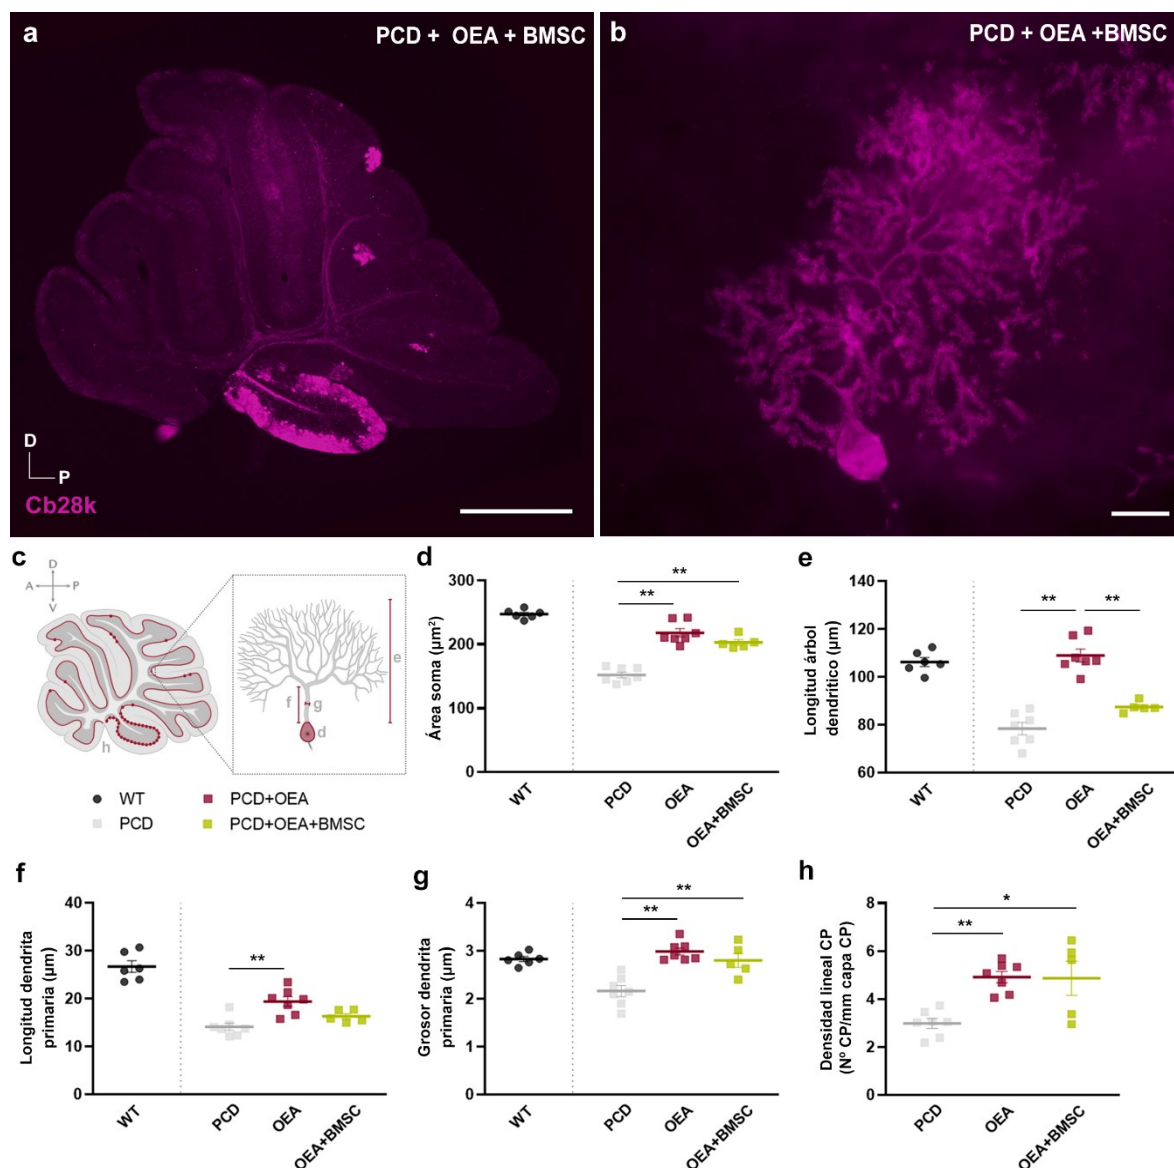 a
PCD + OEA + BMSC
D
P
Cb28k
b
PCD + OEA +BMSC
c
D
A
P
V
h
e
f
g
d
WT
PCD+OEA
PCD
PCD+OEA+BMSC
d
Área soma (µm²)
300
200
100
0
**
**
WT
PCD
OEA
OEA+BMSC
e
Longitud árbol
dendrítico (µm)
140
120
100
80
60
**
**
WT
PCD
OEA
OEA+BMSC
f
Longitud dendrita
primaria (µm)
40
30
20
10
0
**
WT
PCD
OEA
OEA+BMSC
g
Grosor dendrita
primaria (µm)
4
3
2
1
0
**
**
WT
PCD
OEA
OEA+BMSC
h
Densidad lineal CP
(Nº CP/mm capa CP)
8
6
4
2
0
*
**
PCD
OEA
OEA+BMSC